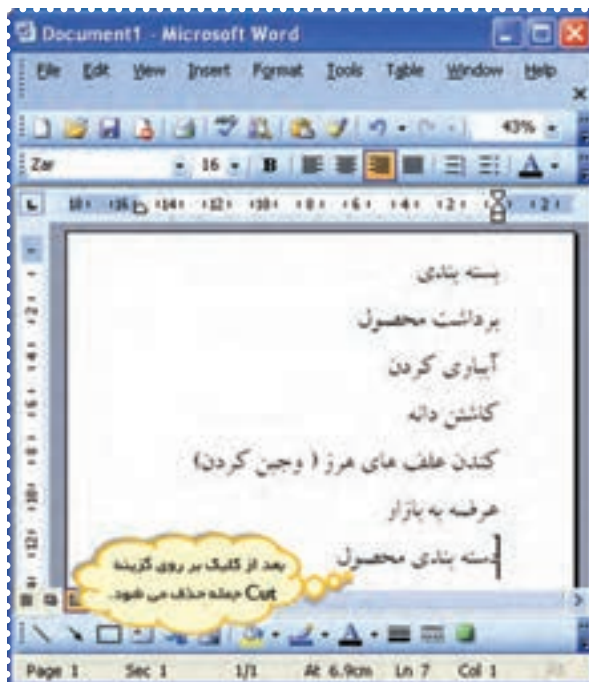 Document1 - Microsoft Word
File Edit View Insert Format Tools Table Window Help
43%
Zar 16 B A
بسته بندی
برداشت محصول
آبیاری کردن
کاشتن دانه
کندن علف های هرز ( وجین کردن)
عرضه به بازار
دسته بندی محصول
بعد از کلیک بر روی گزینه
Cut جمله حذف می شود.
Page 1 Sec 1 1/1 At 6.9cm Ln 7 Col 1